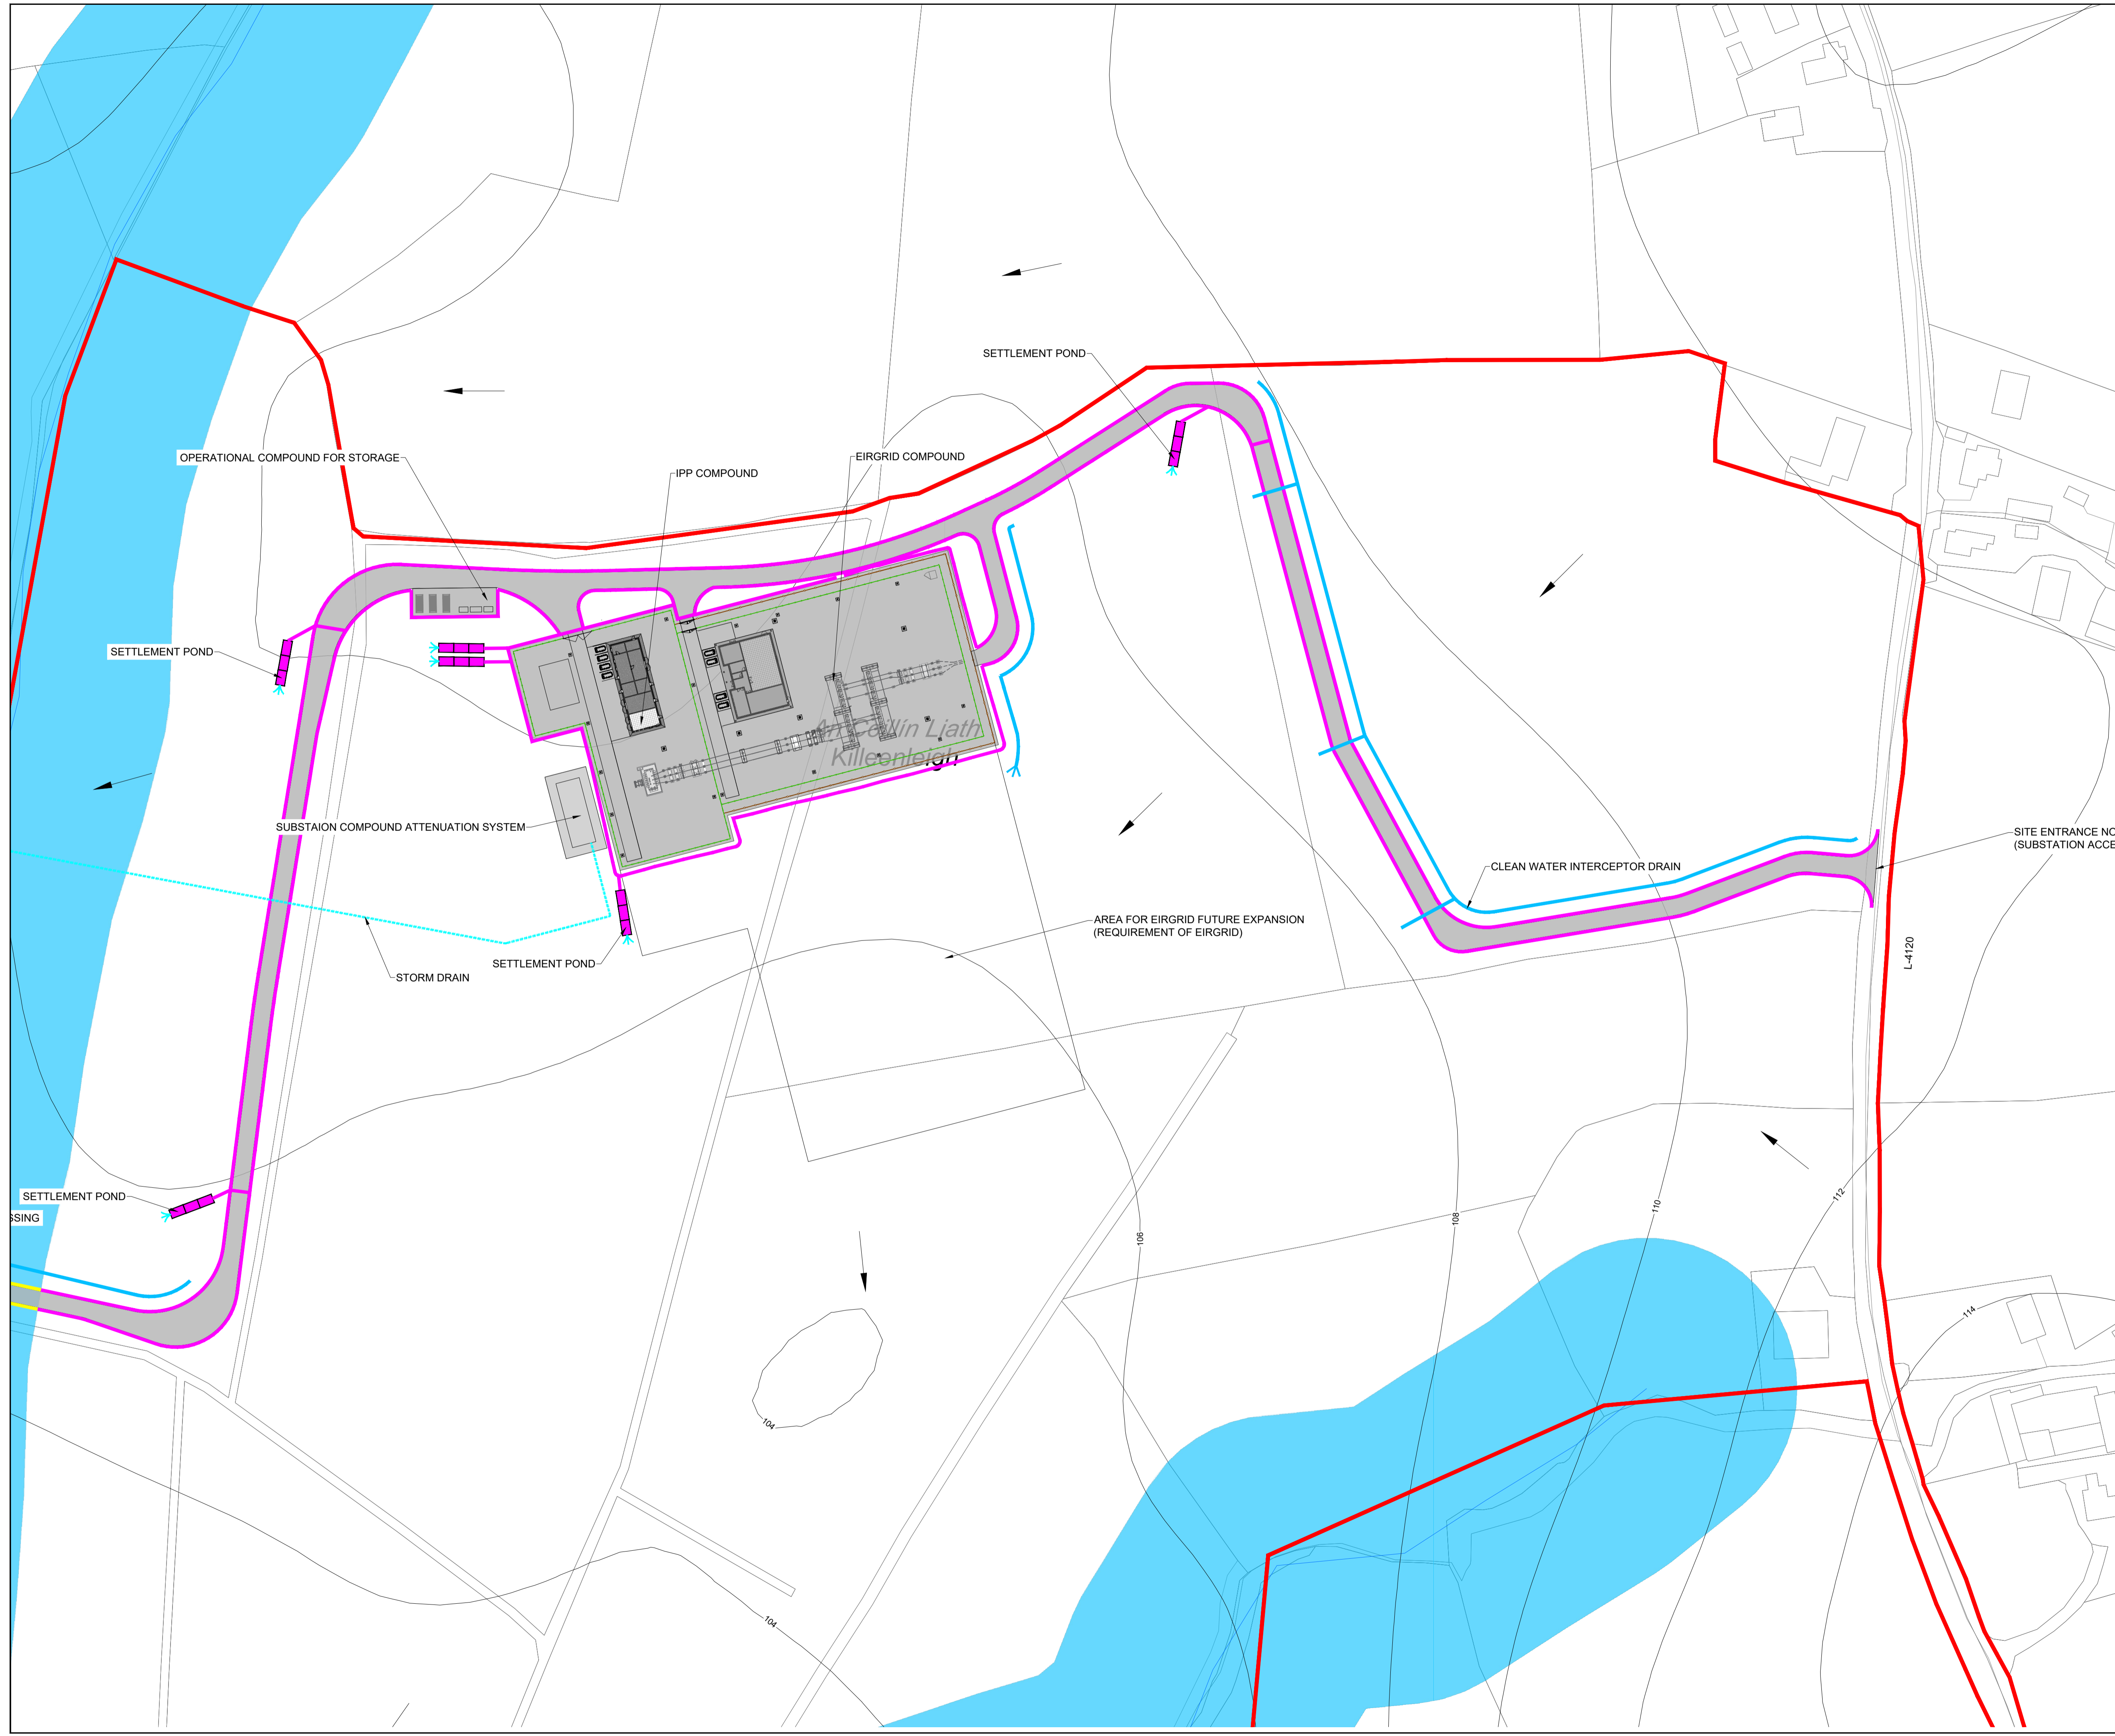 SETTLEMENT POND
OPERATIONAL COMPOUND FOR STORAGE
EIRGRID COMPOUND
IPP COMPOUND
SETTLEMENT POND
An Coillín Liath
Killeenleigh
SUBSTAION COMPOUND ATTENUATION SYSTEM
SITE ENTRANCE NO
(SUBSTATION ACCE
CLEAN WATER INTERCEPTOR DRAIN
AREA FOR EIRGRID FUTURE EXPANSION
(REQUIREMENT OF EIRGRID)
L-4120
SETTLEMENT POND
STORM DRAIN
SETTLEMENT POND
SSING
112
110
108
106
114
104
104